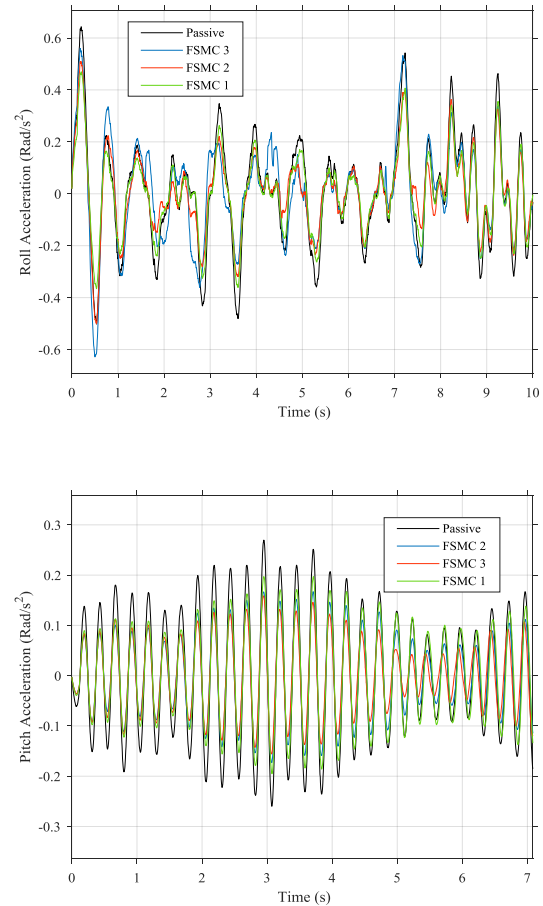 Roll Acceleration (Rad/s²)
0.6
0.4
0.2
0
-0.2
-0.4
-0.6
Passive
FSMC 3
FSMC 2
FSMC 1
0 1 2 3 4 5 6 7 8 9 10
Time (s)
Pitch Acceleration (Rad/s²)
0.3
0.2
0.1
0
-0.1
-0.2
-0.3
Passive
FSMC 2
FSMC 3
FSMC 1
0 1 2 3 4 5 6 7
Time (s)